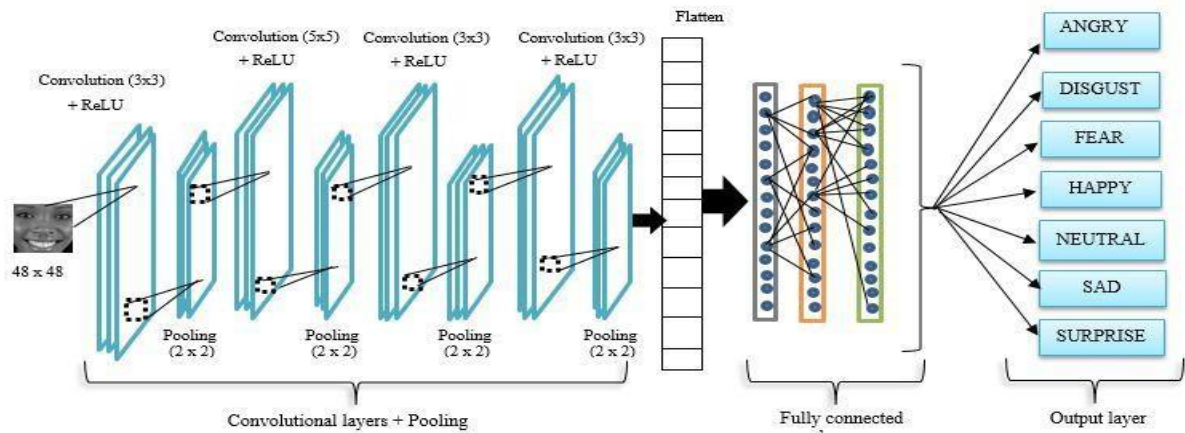 Convolution (3x3)
+ ReLU
Convolution (5x5)
+ ReLU
Convolution (3x3)
+ ReLU
Convolution (3x3)
+ ReLU
Flatten
48 x 48
Pooling
(2 x 2)
Pooling
(2 x 2)
Pooling
(2 x 2)
Pooling
(2 x 2)
ANGRY
DISGUST
FEAR
HAPPY
NEUTRAL
SAD
SURPRISE
Convolutional layers + Pooling
Fully connected
Output layer